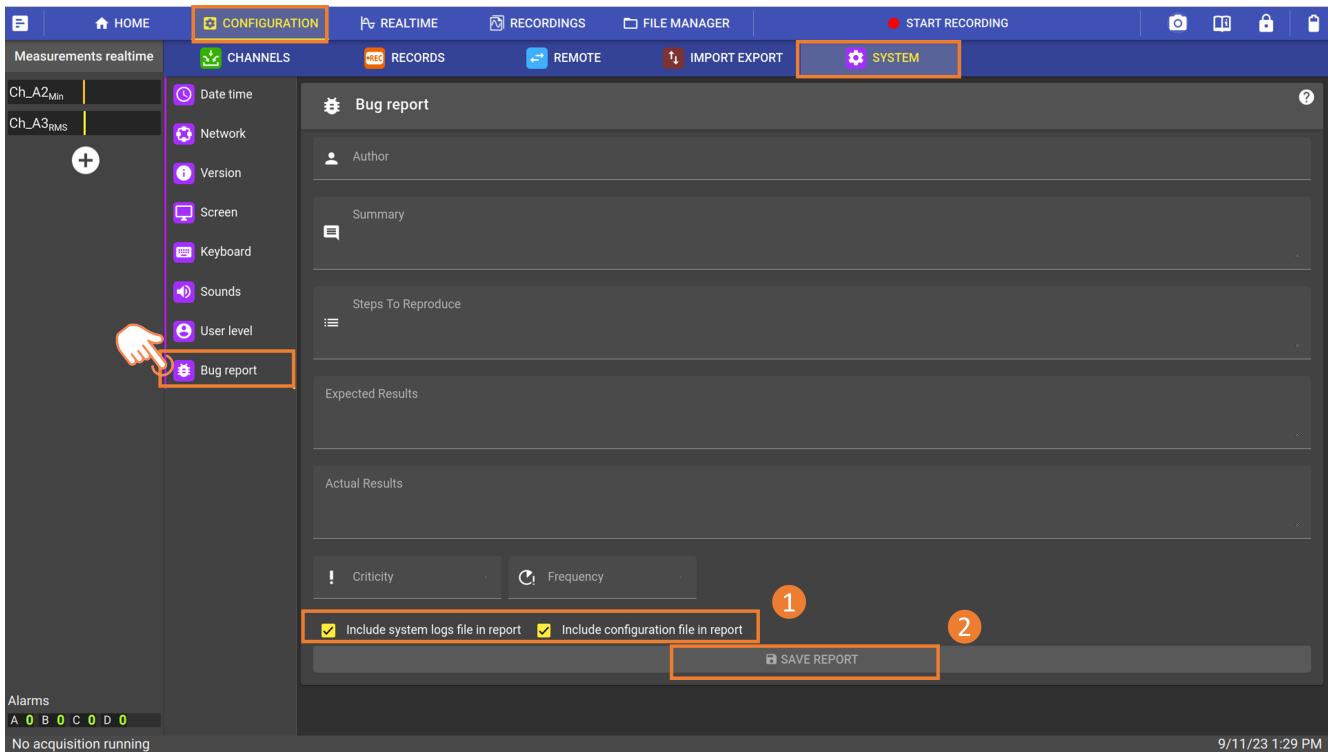 HOME CONFIGURATION REALTIME RECORDINGS FILE MANAGER START RECORDING
Measurements realtime CHANNELS REC RECORDS REMOTE IMPORT EXPORT SYSTEM
Ch_A2Min
Ch_A3RMS
Date time
Network
Version
Screen
Keyboard
Sounds
User level
Bug report
Bug report
Author
Summary
Steps To Reproduce
Expected Results
Actual Results
Criticity Frequency
1
Include system logs file in report Include configuration file in report
2
SAVE REPORT
Alarms
A 0 B 0 C 0 D 0
No acquisition running 9/11/23 1:29 PM